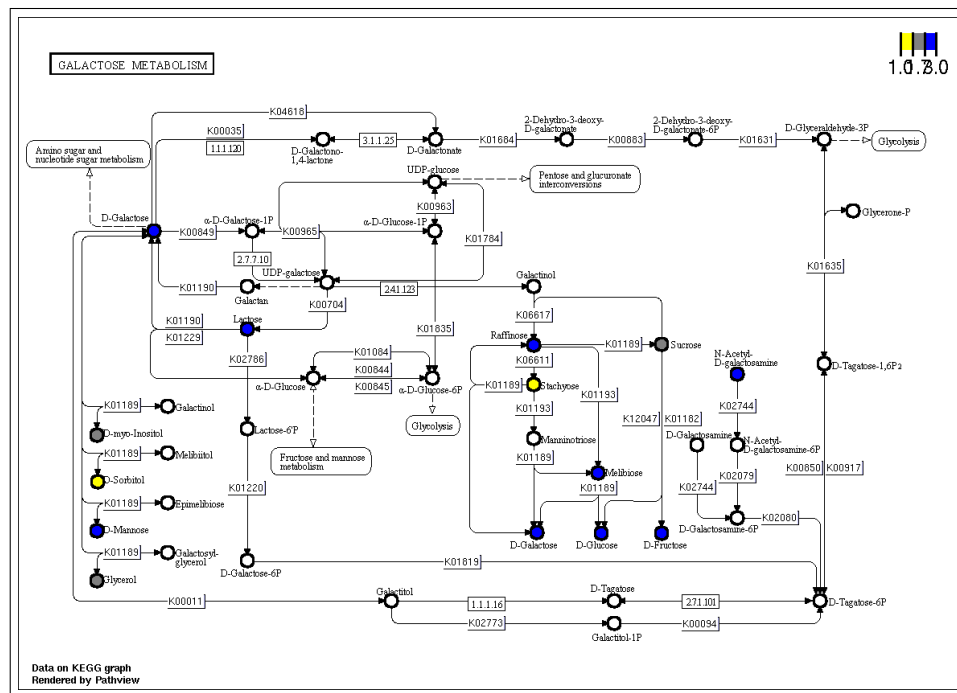 GALACTOSE METABOLISM
1.0 1.7 3.0
K04618
K00035
1.1.1.120
D-Galactono-
1,4-lactone
3.1.1.25
D-Galactonate
K01684
2-Dehydro-3-deoxy-
D-galactonate
K00883
2-Dehydro-3-deoxy-
D-galactonate-6P
K01631
D-Glyceraldehyde-3P
Glycolysis
Amino sugar and
nucleotide sugar metabolism
UDP-glucose
Pentose and glucuronate
interconversions
K00963
D-Galactose
K00849
α-D-Galactose-1P
K00965
α-D-Glucose-1P
K01784
Glycerone-P
2.7.7.10
UDP-galactose
K01635
K01190
Galactan
2.4.1.123
Galactinol
K00704
K01190
K01229
Lactose
K01835
K06617
Raffinose
K01189
Sucrose
K02786
K01084
K00844
K00845
α-D-Glucose
α-D-Glucose-6P
K06611
K01189
Stachyose
K01193
K01193
N-Acetyl-
D-galactosamine
D-Tagatose-1,6P2
K02744
K01189
Galactinol
D-myo-Inositol
Lactose-6'P
Glycolysis
Fructose and mannose
metabolism
Manninotriose
K12047
K01182
D-Galactosamine
N-Acetyl-
D-galactosamine-6P
K01189
Melibiitol
D-Sorbitol
K01189
Melibiose
K01189
K02744
K02079
K00850
K00917
K01220
K01189
Epimelibiose
D-Mannose
D-Galactose
D-Glucose
D-Fructose
D-Galactosamine-6P
K02080
K01189
Galactosyl-
glycerol
Glycerol
D-Galactose-6P
K01819
K00011
Galactitol
1.1.1.16
D-Tagatose
2.7.1.101
D-Tagatose-6P
K02773
Galactitol-1P
K00094
Data on KEGG graph
Rendered by Pathview